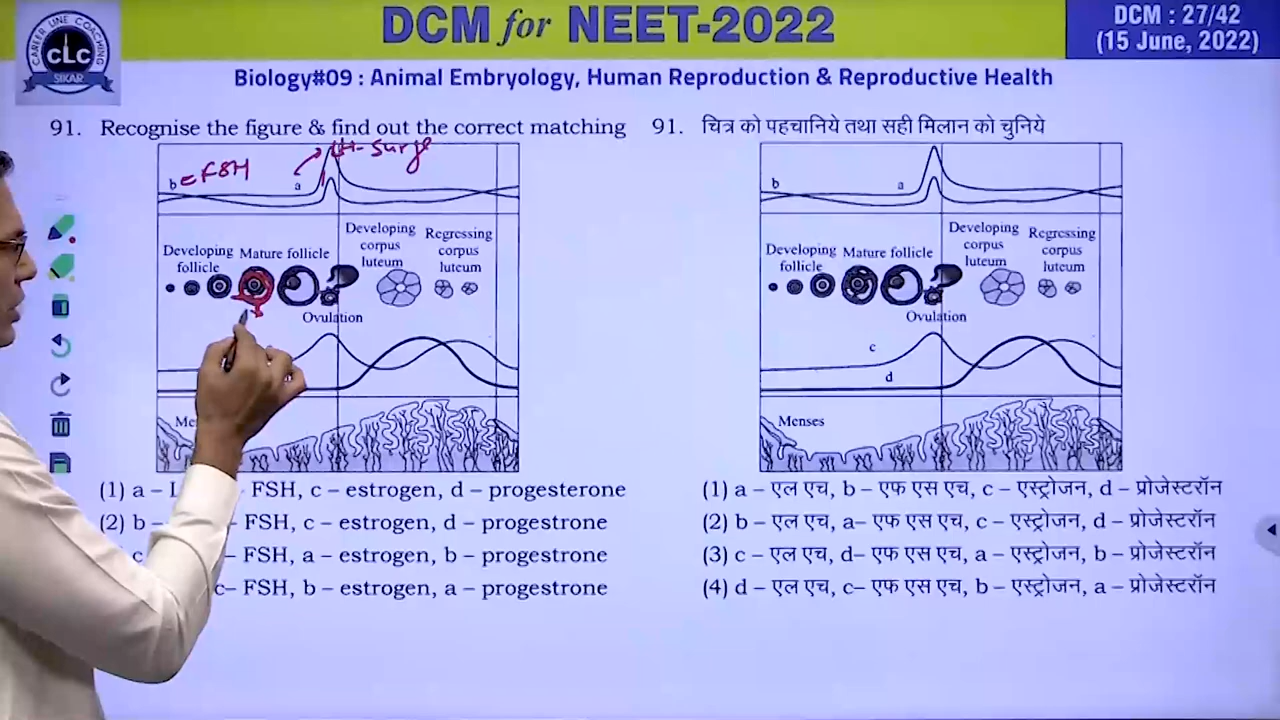 CAREER LINE COACHING
CLC
SIKAR
DCM for NEET-2022
DCM : 27/42
(15 June, 2022)
Biology#09 : Animal Embryology, Human Reproduction & Reproductive Health
91. Recognise the figure & find out the correct matching
b FSH
a
LH-Surge
Developing follicle
Mature follicle
Developing corpus luteum
Regressing corpus luteum
Ovulation
(1) a – FSH, c – estrogen, d – progesterone
(2) b – FSH, c – estrogen, d – progestrone
c – FSH, a – estrogen, b – progestrone
c– FSH, b – estrogen, a – progestrone
91. चित्र को पहचानिये तथा सही मिलान को चुनिये
b
a
Developing follicle
Mature follicle
Developing corpus luteum
Regressing corpus luteum
Ovulation
c
d
Menses
(1) a – एल एच, b – एफ एस एच, c – एस्ट्रोजन, d – प्रोजेस्टरॉन
(2) b – एल एच, a– एफ एस एच, c – एस्ट्रोजन, d – प्रोजेस्टरॉन
(3) c – एल एच, d– एफ एस एच, a – एस्ट्रोजन, b – प्रोजेस्टरॉन
(4) d – एल एच, c– एफ एस एच, b – एस्ट्रोजन, a – प्रोजेस्टरॉन